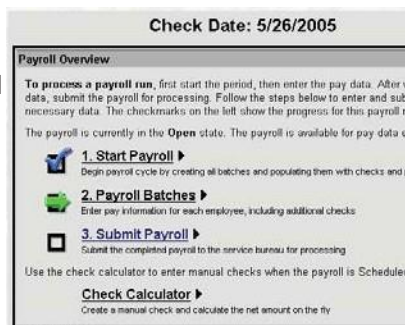 Check Date: 5/26/2005
Payroll Overview
To process a payroll run, first start the period, then enter the pay data. After
data, submit the payroll for processing. Follow the steps below to enter and sub
necessary data. The checkmarks on the left show the progress for this payroll
The payroll is currently in the Open state. The payroll is available for pay data
1. Start Payroll
Begin payroll cycle by creating all batches and populating them with checks and
2. Payroll Batches
Enter pay information for each employee, including additional checks
3. Submit Payroll
Submit the completed payroll to the service bureau for processing
Use the check calculator to enter manual checks when the payroll is Schedule
Check Calculator
Create a manual check and calculate the net amount on the fly